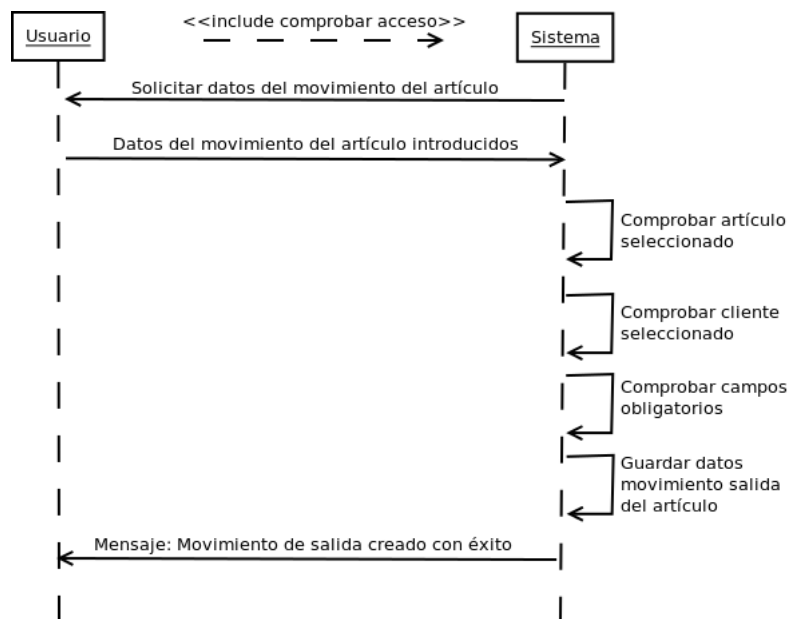 <<include comprobar acceso>>
Usuario
Sistema
Solicitar datos del movimiento del artículo
Datos del movimiento del artículo introducidos
Comprobar artículo
seleccionado
Comprobar cliente
seleccionado
Comprobar campos
obligatorios
Guardar datos
movimiento salida
del artículo
Mensaje: Movimiento de salida creado con éxito